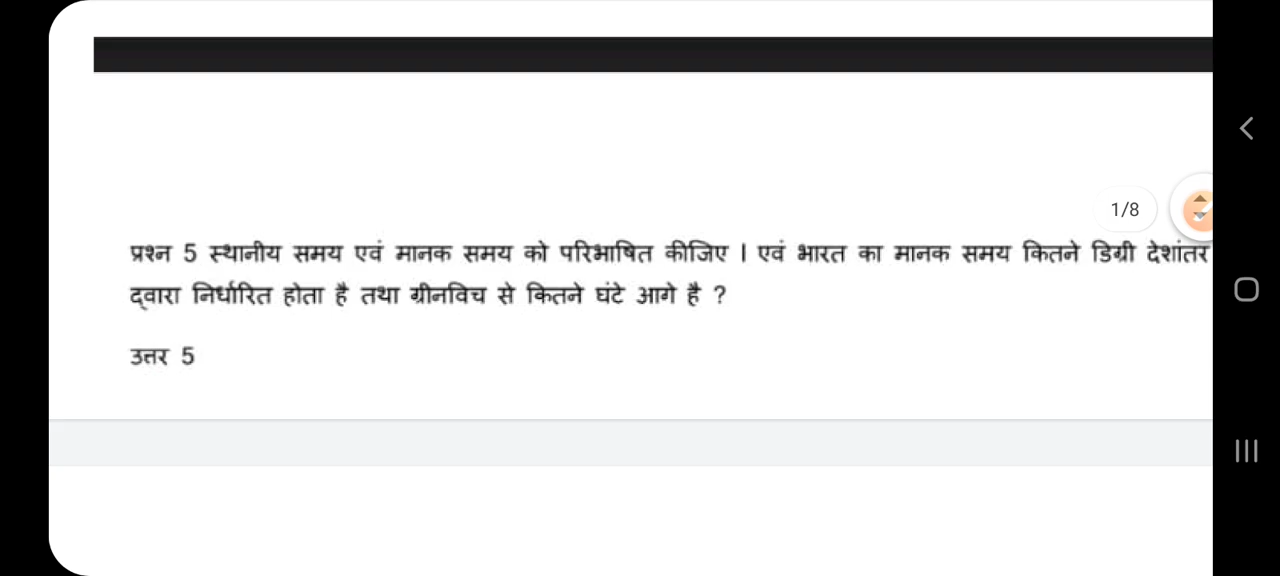 1/8
प्रश्न 5 स्थानीय समय एवं मानक समय को परिभाषित कीजिए । एवं भारत का मानक समय कितने डिग्री देशांतर
द्वारा निर्धारित होता है तथा ग्रीनविच से कितने घंटे आगे है ?
उत्तर 5